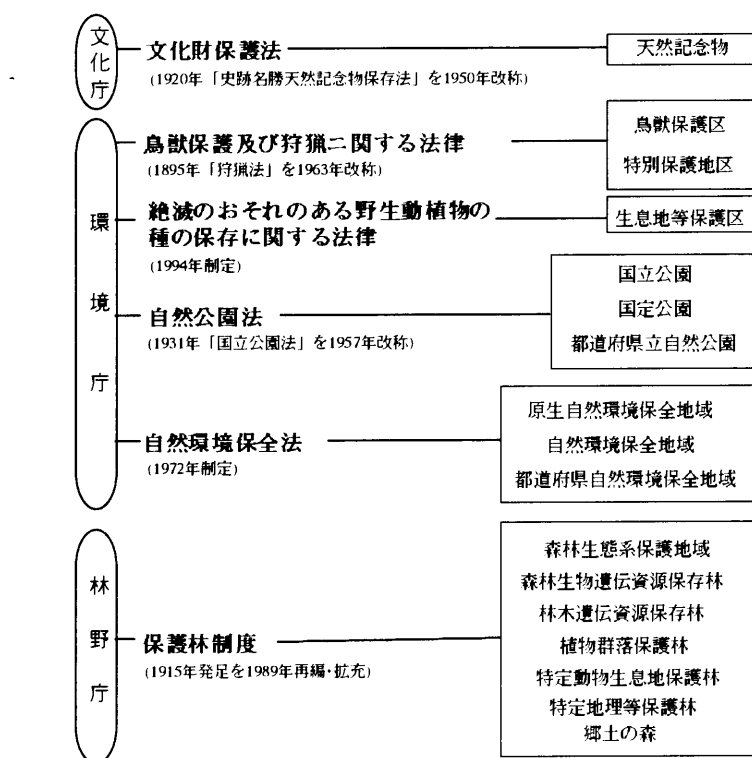 文化庁
文化財保護法
(1920年「史跡名勝天然記念物保存法」を1950年改称)
天然記念物
環境庁
鳥獣保護及び狩猟ニ関する法律
(1895年「狩猟法」を1963年改称)
鳥獣保護区
特別保護地区
絶滅のおそれのある野生動植物の
種の保存に関する法律
(1994年制定)
生息地等保護区
自然公園法
(1931年「国立公園法」を1957年改称)
国立公園
国定公園
都道府県立自然公園
自然環境保全法
(1972年制定)
原生自然環境保全地域
自然環境保全地域
都道府県自然環境保全地域
林野庁
保護林制度
(1915年発足を1989年再編・拡充)
森林生態系保護地域
森林生物遺伝資源保存林
林木遺伝資源保存林
植物群落保護林
特定動物生息地保護林
特定地理等保護林
郷土の森